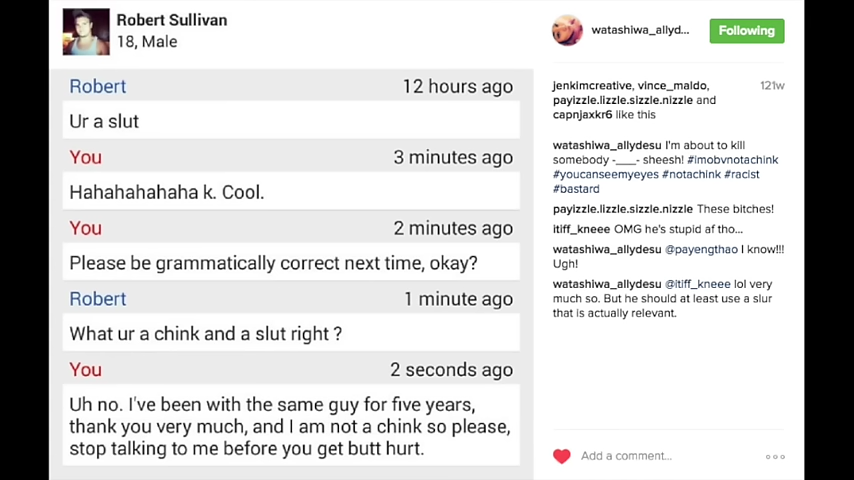 Robert Sullivan
18, Male
Robert 12 hours ago
Ur a slut
You 3 minutes ago
Hahahahahaha k. Cool.
You 2 minutes ago
Please be grammatically correct next time, okay?
Robert 1 minute ago
What ur a chink and a slut right ?
You 2 seconds ago
Uh no. I've been with the same guy for five years,
thank you very much, and I am not a chink so please,
stop talking to me before you get butt hurt.
watashiwa_allyd... Following
jenkimcreative, vince_maldo, 121w
payizzle.lizzle.sizzle.nizzle and
capnjaxkr6 like this
watashiwa_allydesu I'm about to kill
somebody -___- sheesh! #imobvnotachink
#youcanseemyeyes #notachink #racist
#bastard
payizzle.lizzle.sizzle.nizzle These bitches!
itiff_kneee OMG he's stupid af tho...
watashiwa_allydesu @payengthao I know!!!
Ugh!
watashiwa_allydesu @itiff_kneee lol very
much so. But he should at least use a slur
that is actually relevant.
Add a comment...